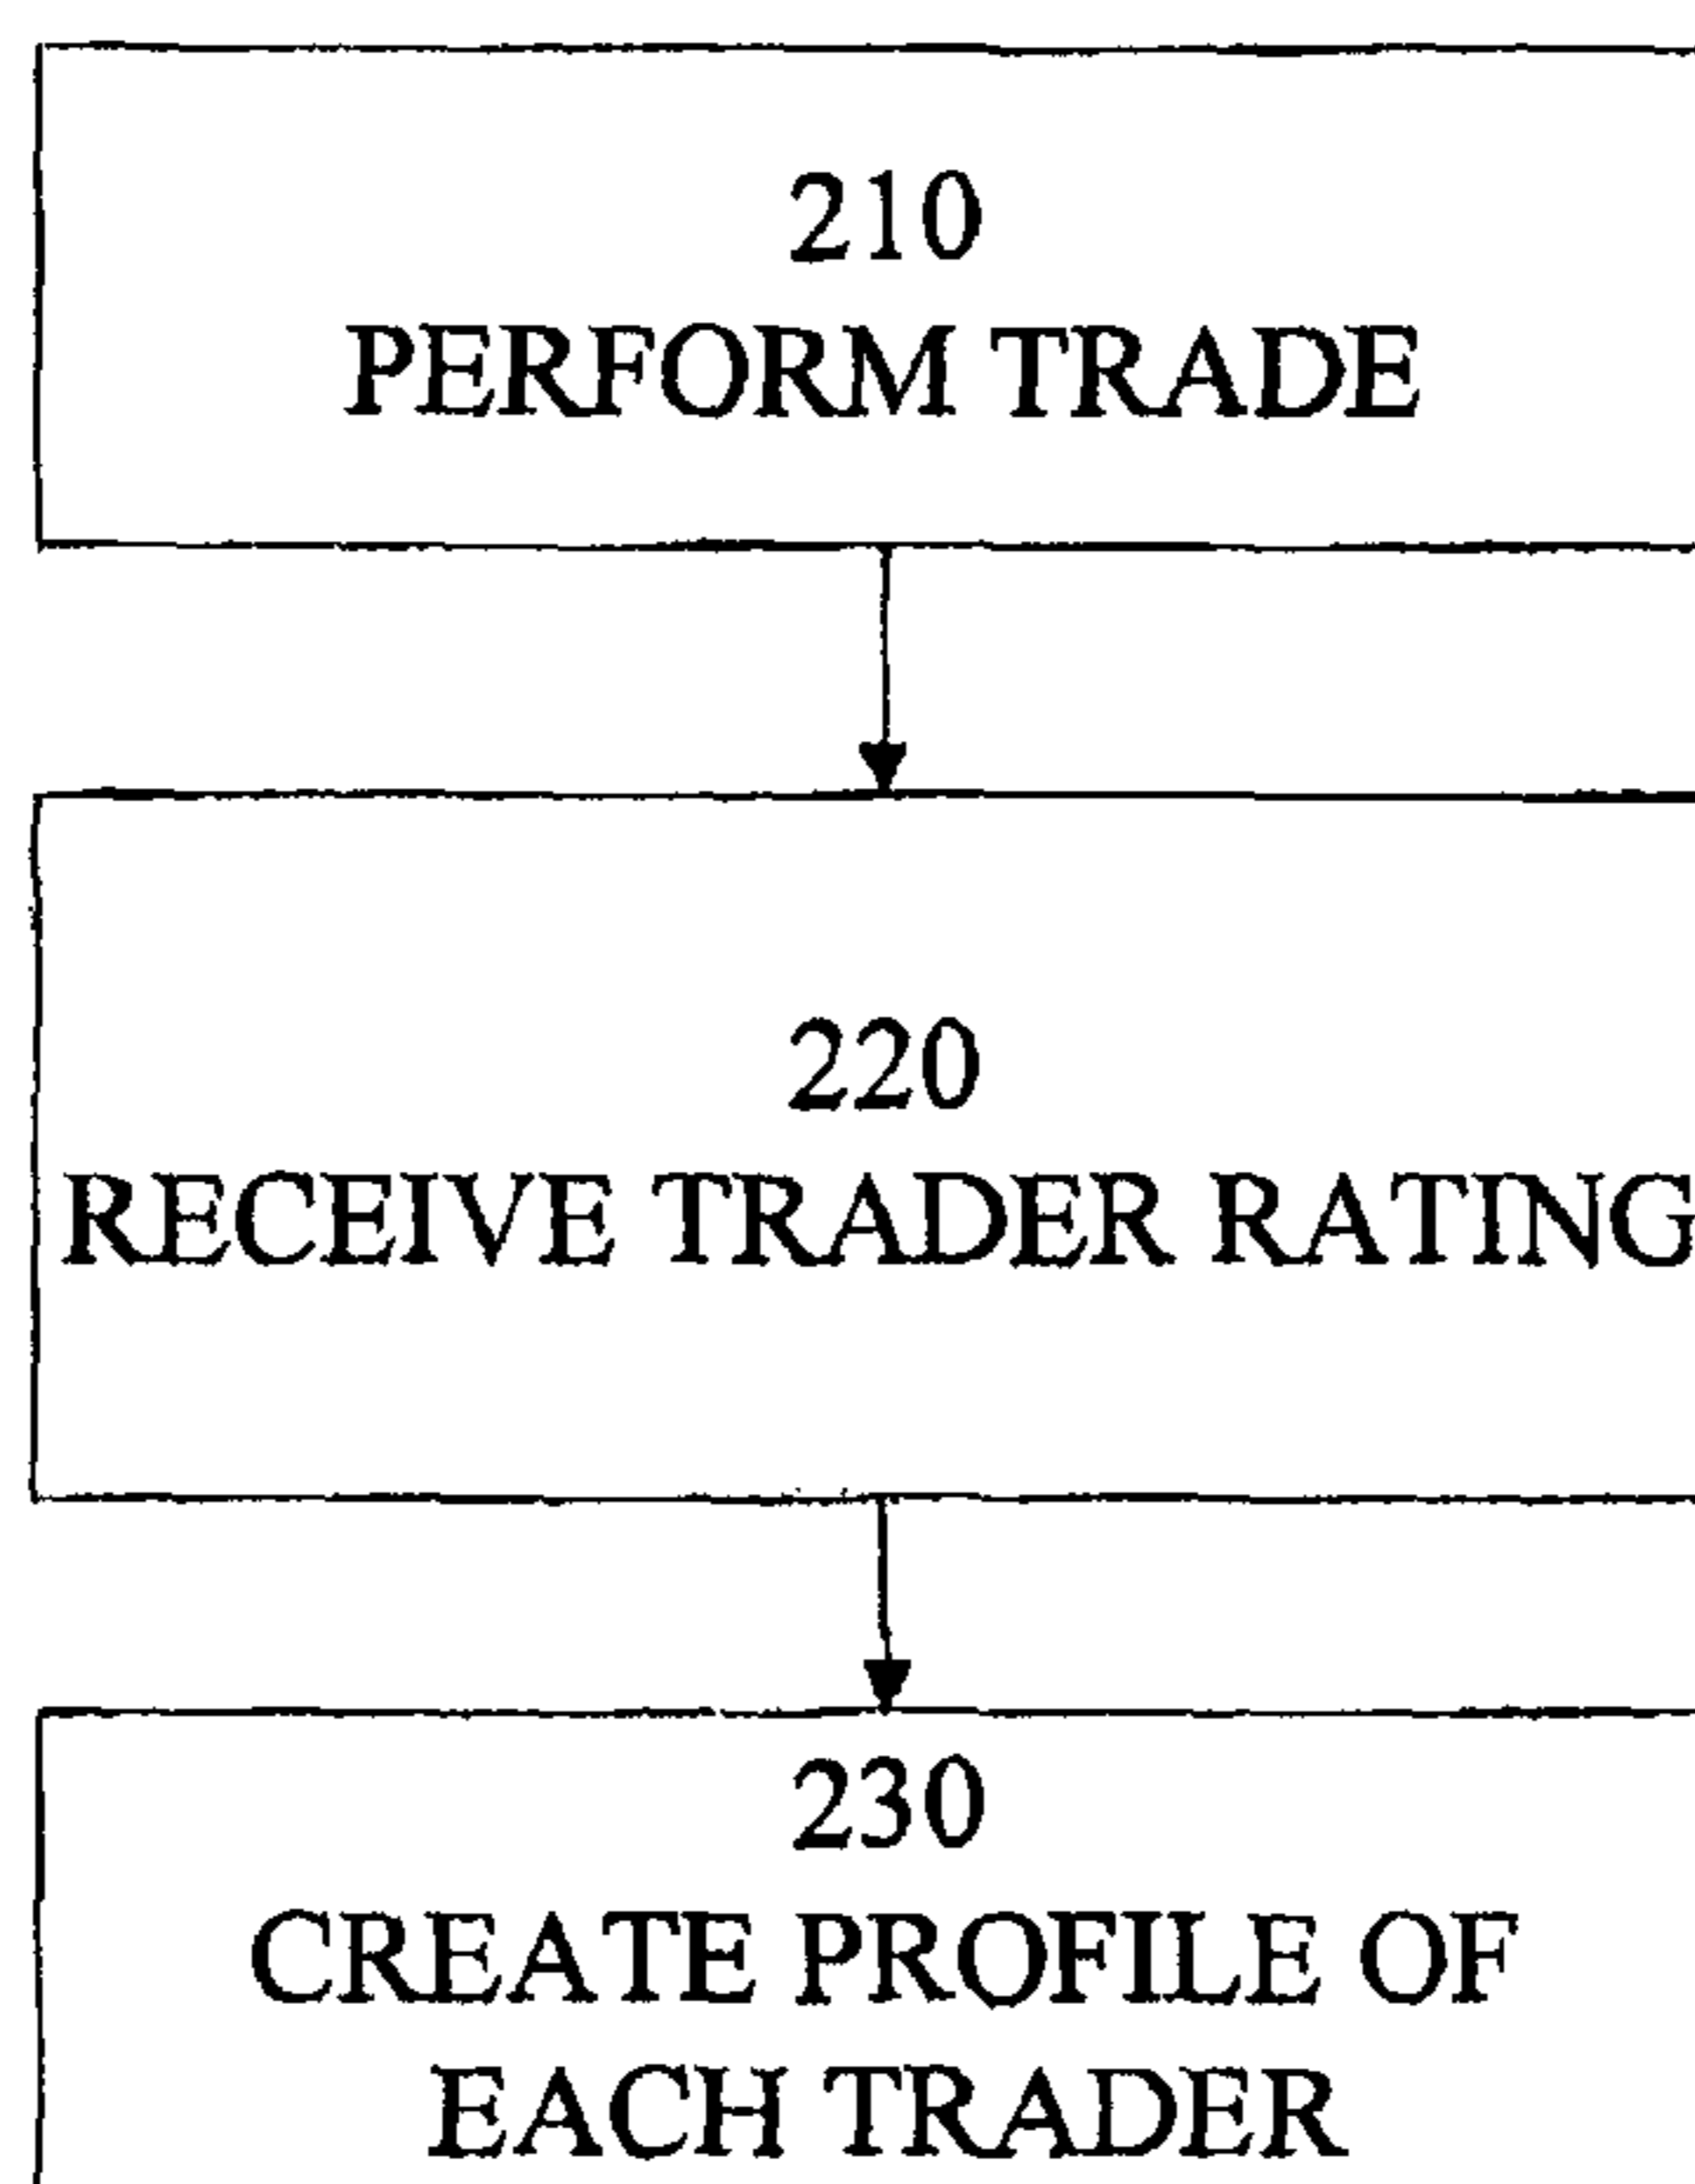 210
PERFORM TRADE
220
RECEIVE TRADER RATING
230
CREATE PROFILE OF
EACH TRADER